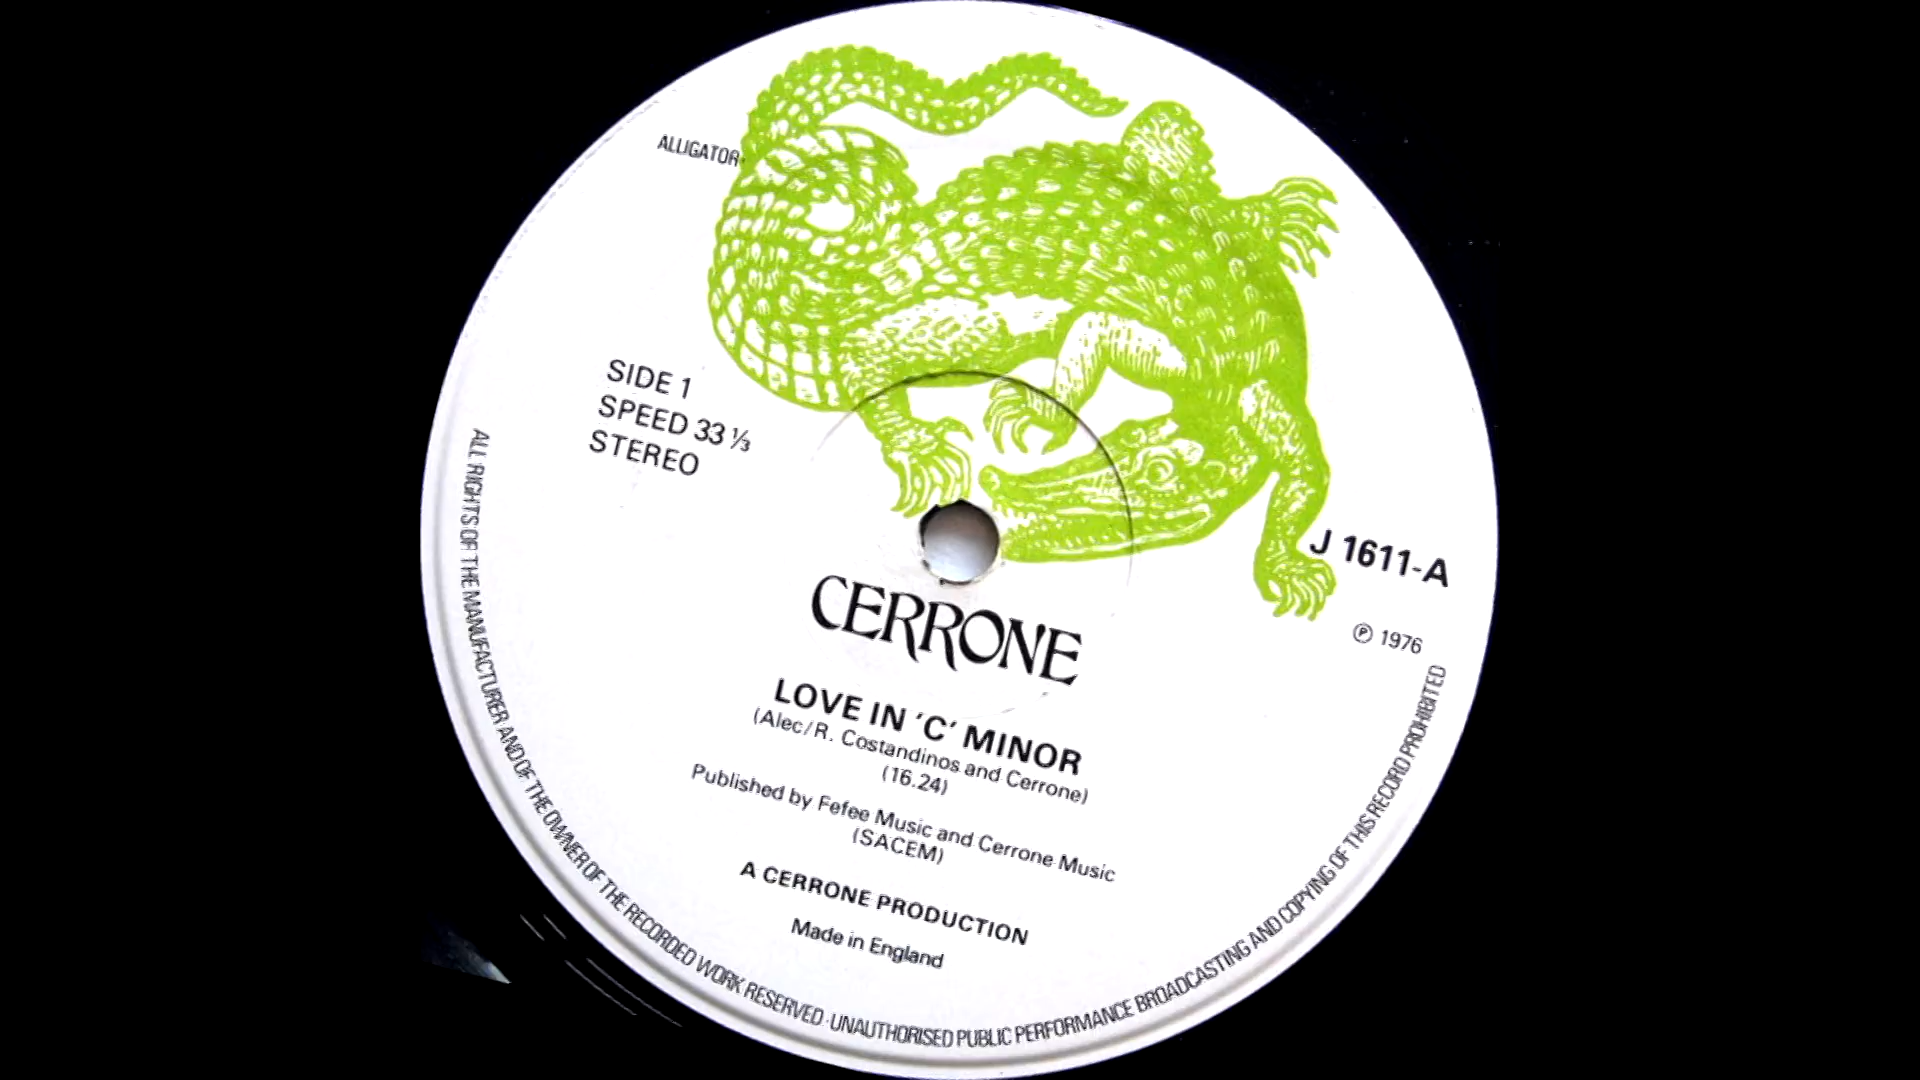 ALLIGATOR
SIDE 1
SPEED 33 ⅓
STEREO
J 1611-A
℗ 1976
CERRONE
LOVE IN 'C' MINOR
(Alec/R. Costandinos and Cerrone)
(16.24)
Published by Fefee Music and Cerrone Music
(SACEM)
A CERRONE PRODUCTION
Made in England
ALL RIGHTS OF THE MANUFACTURER AND OF THE OWNER OF THE RECORDED WORK RESERVED · UNAUTHORISED PUBLIC PERFORMANCE BROADCASTING AND COPYING OF THIS RECORD PROHIBITED